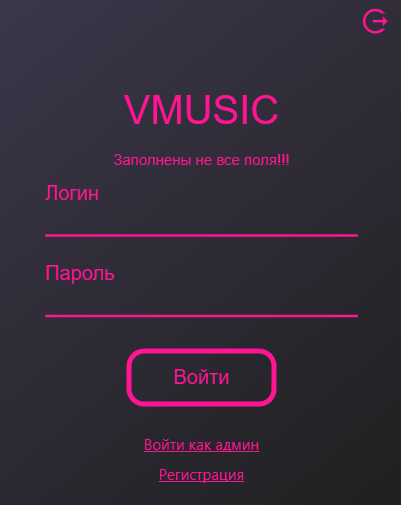 VMUSIC
Заполнены не все поля!!!
Логин
Пароль
Войти
Войти как админ
Регистрация